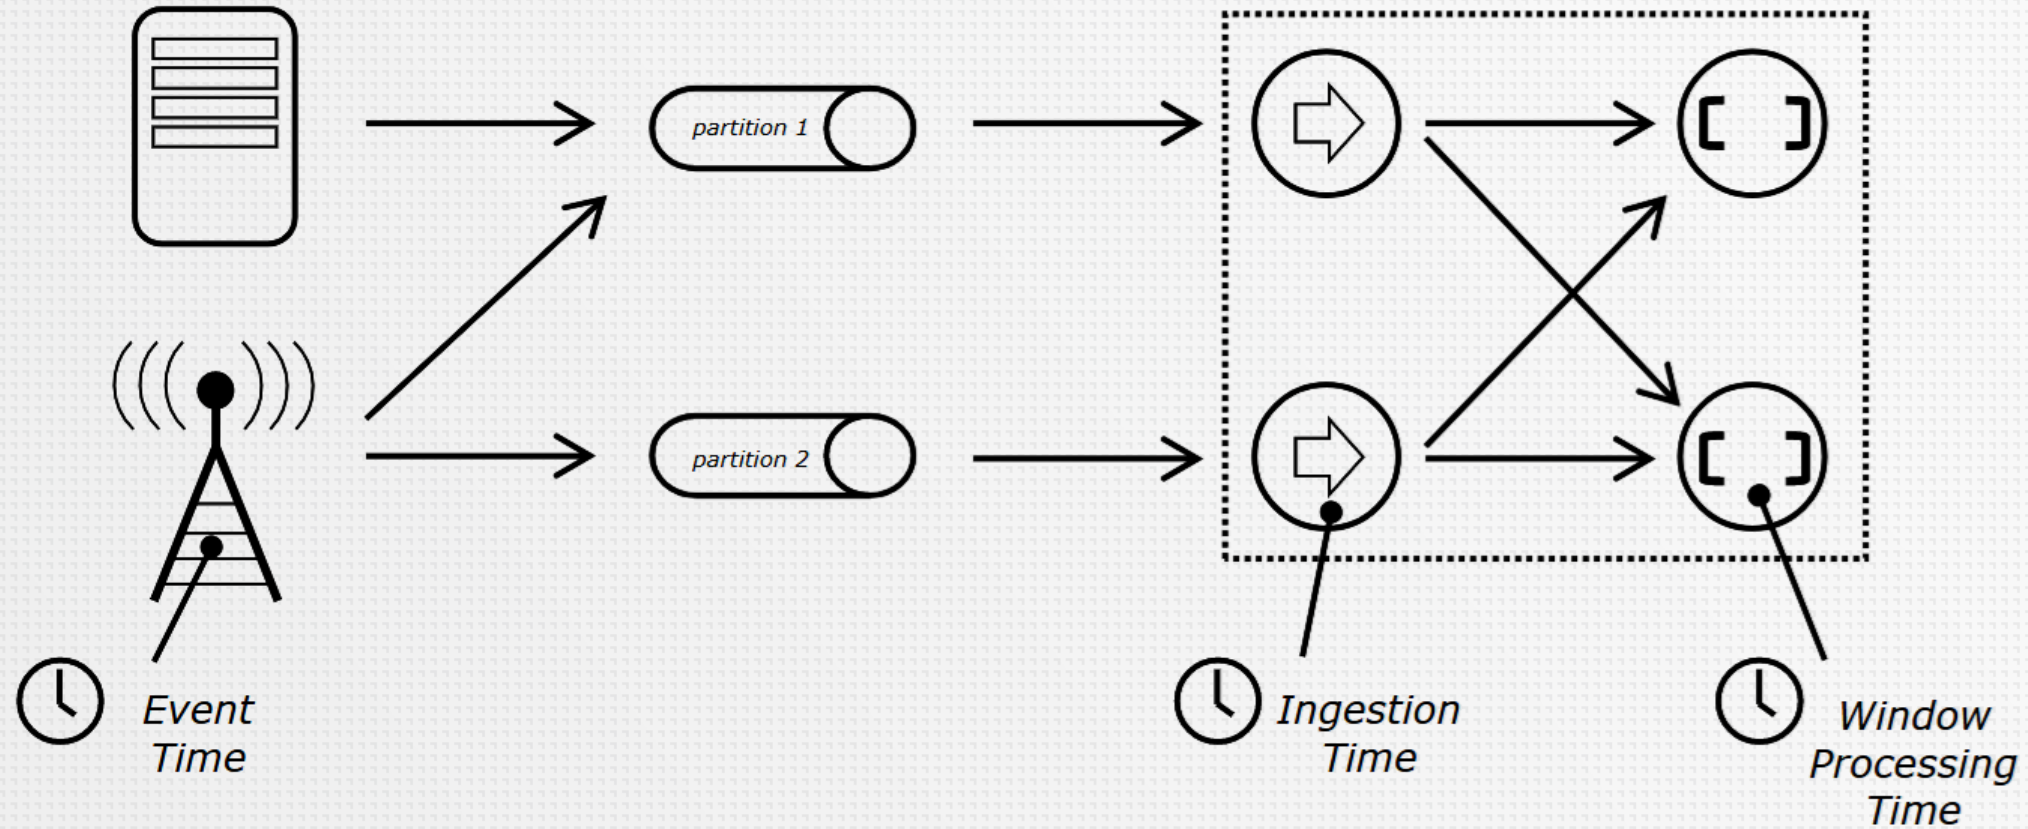 partition 1
partition 2
Event
Time
Ingestion
Time
Window
Processing
Time